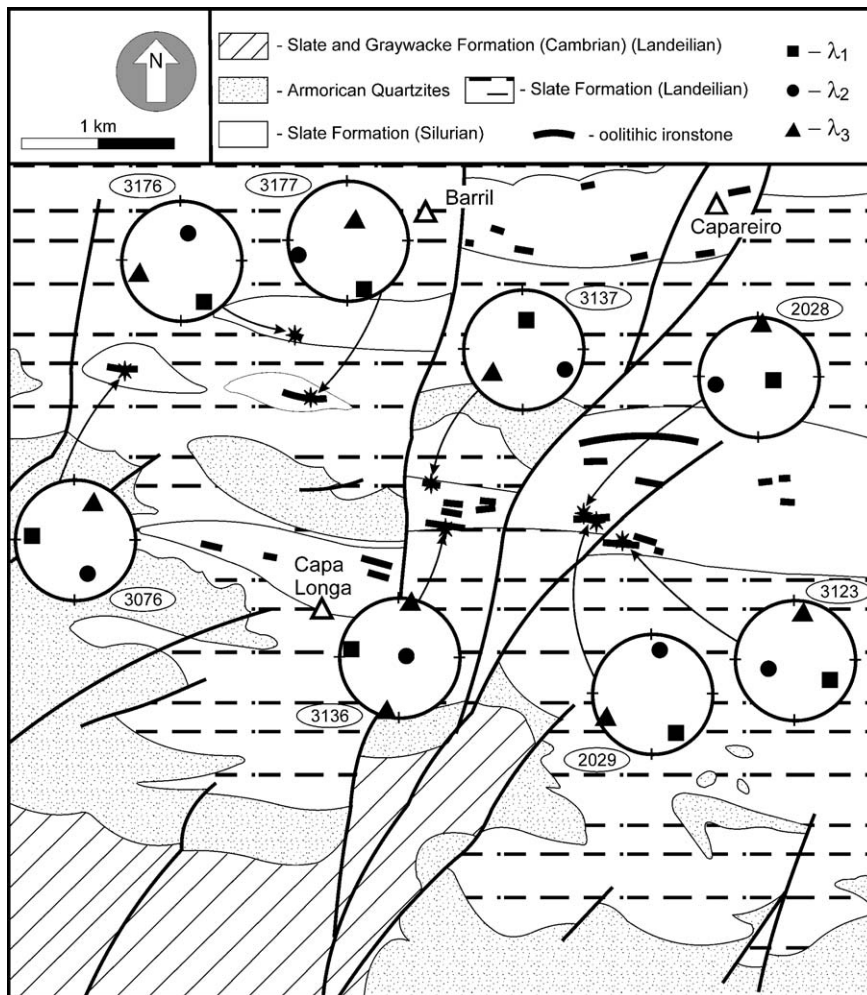 N
1 km
- Slate and Graywacke Formation (Cambrian) (Landeilian)
- Armorican Quartzites
- Slate Formation (Landeilian)
- Slate Formation (Silurian)
- oolitihic ironstone
– λ1
– λ2
– λ3
3176
3177
Barril
Capareiro
3137
2028
3076
Capa
Longa
3123
3136
2029